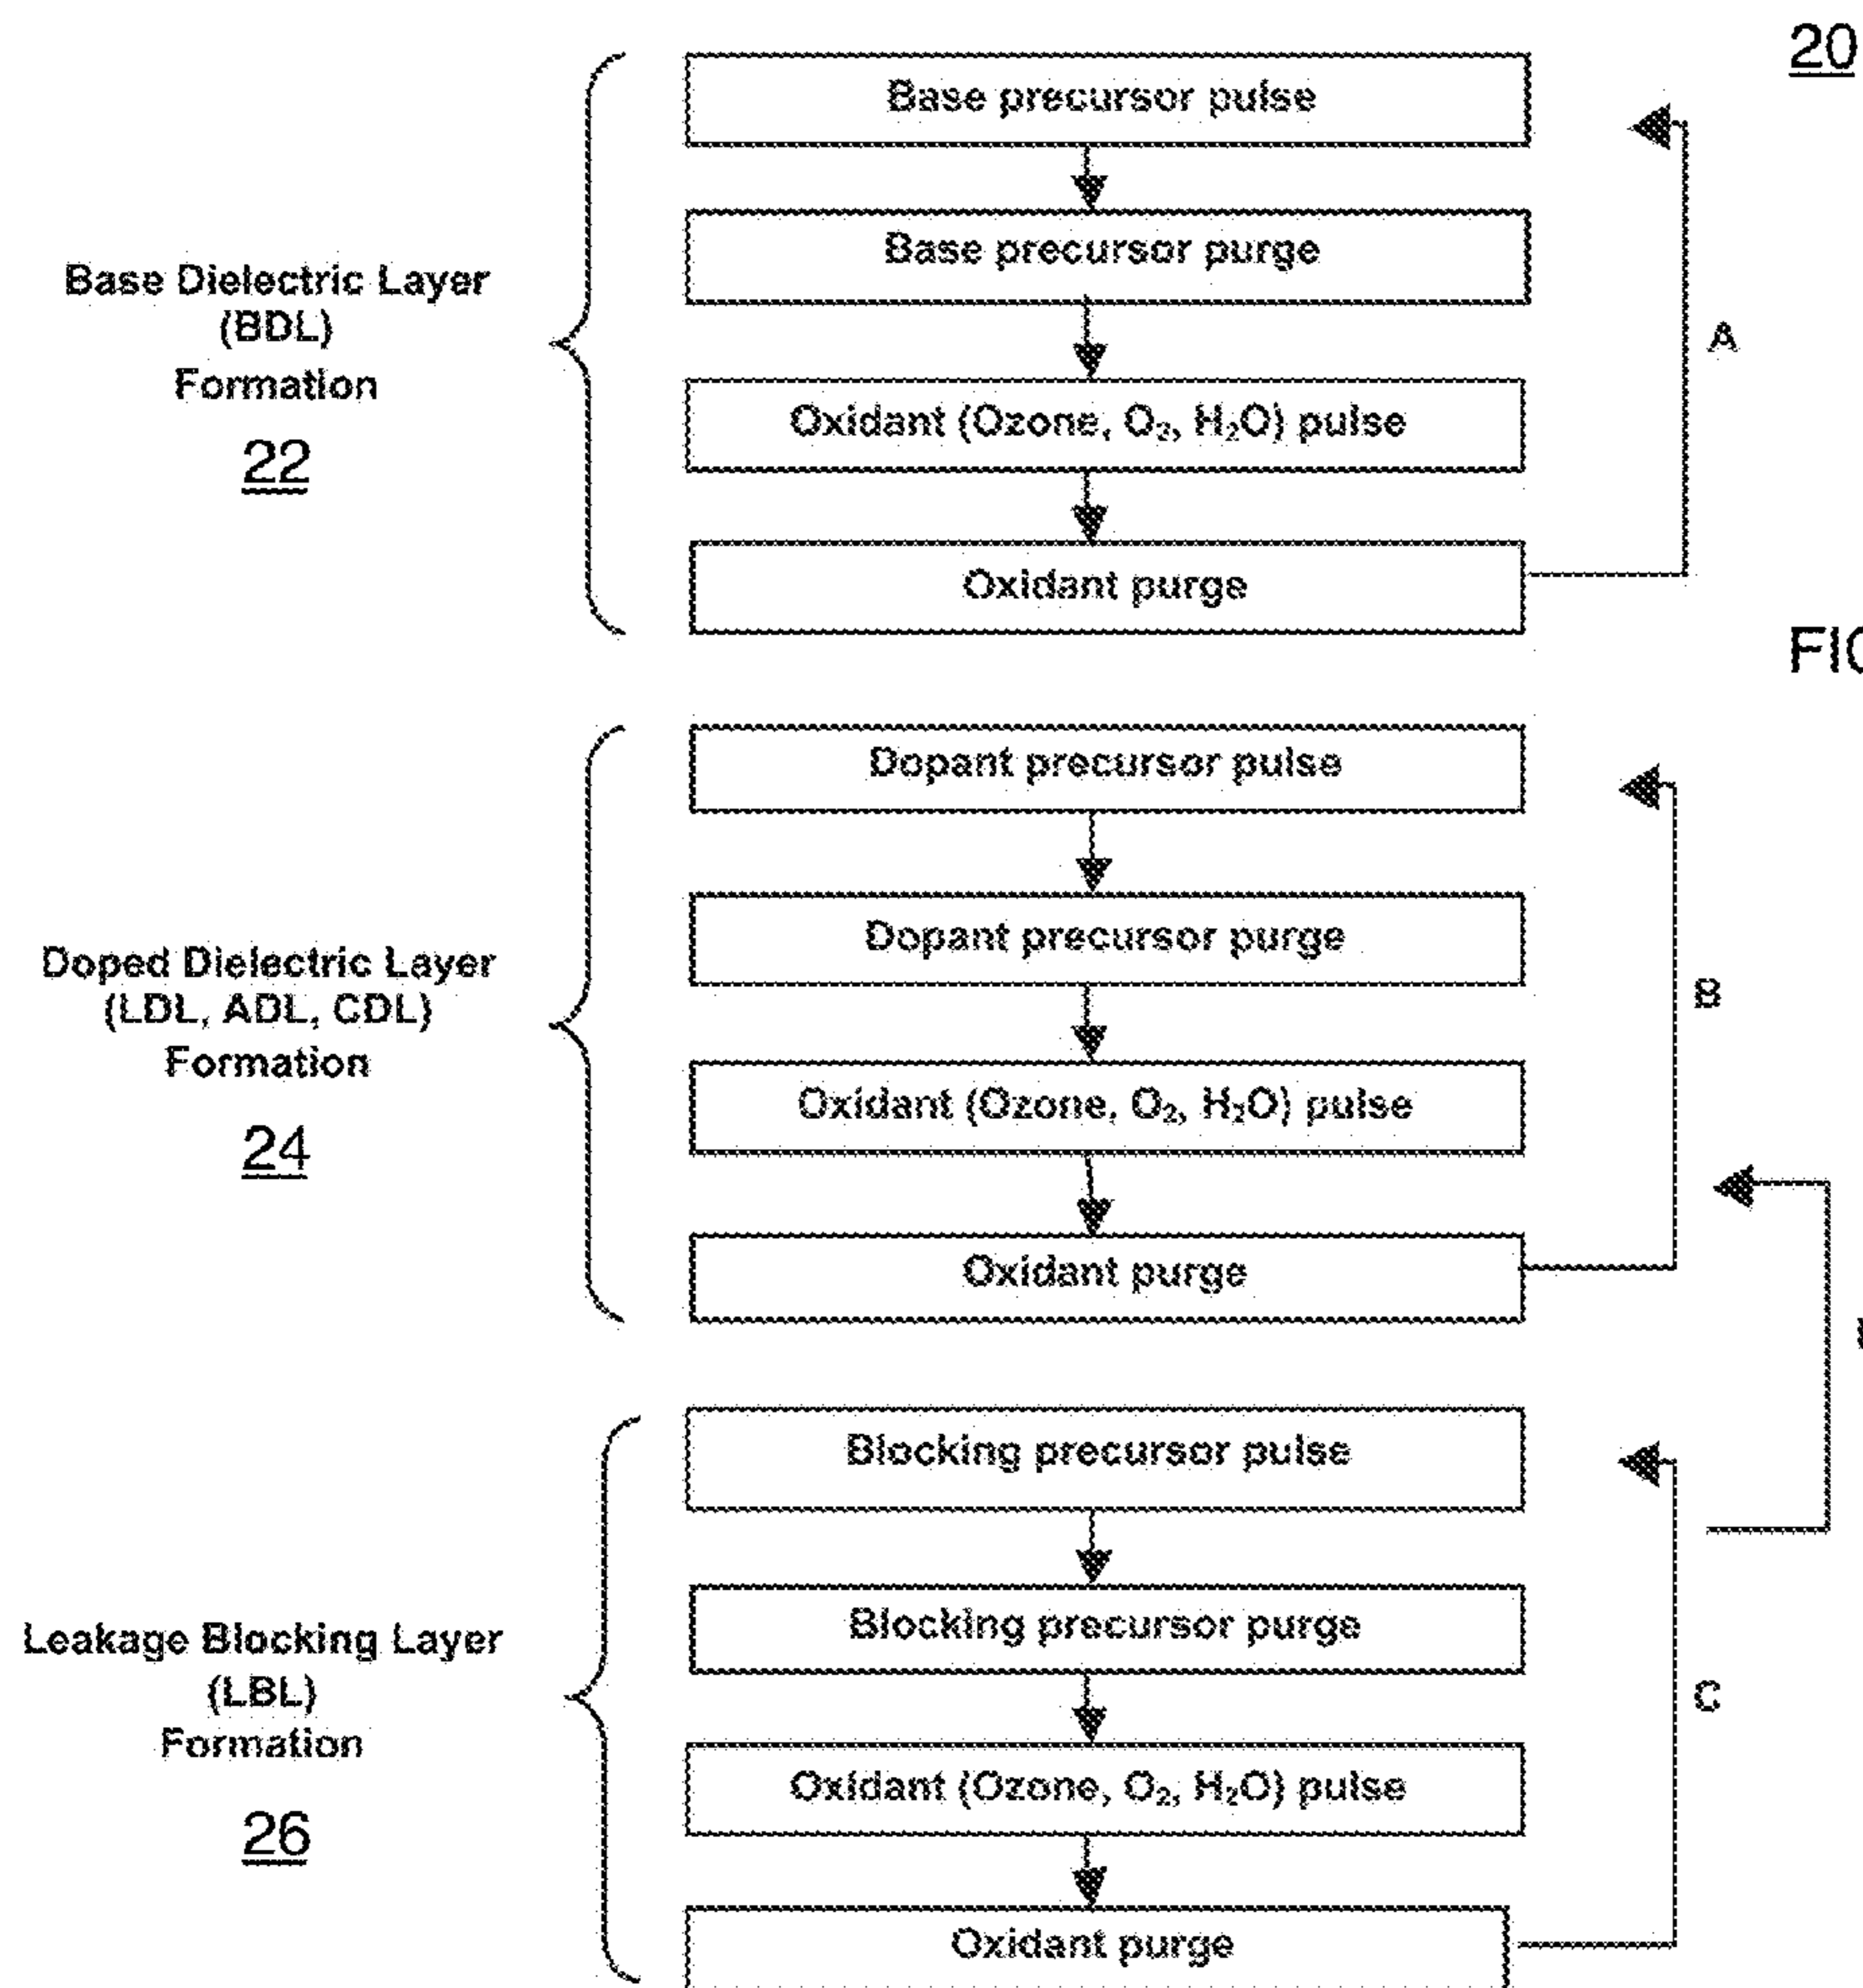 20
Base precursor pulse
Base precursor purge
Base Dielectric Layer
(BDL)
Formation
22
Oxidant (Ozone, O₂, H₂O) pulse
Oxidant purge
A
Dopant precursor pulse
Dopant precursor purge
Doped Dielectric Layer
(LDL, ADL, CDL)
Formation
24
Oxidant (Ozone, O₂, H₂O) pulse
Oxidant purge
B
Blocking precursor pulse
Blocking precursor purge
Leakage Blocking Layer
(LBL)
Formation
26
Oxidant (Ozone, O₂, H₂O) pulse
Oxidant purge
C